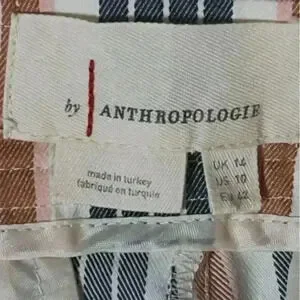 by ANTHROPOLOGIE
made in turkey
fabriqué en turquie
UK 14
US 10
EU 42